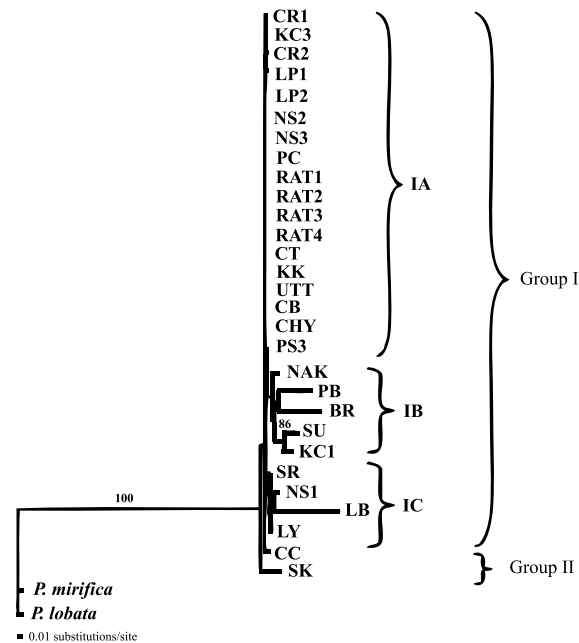 CR1
KC3
CR2
LP1
LP2
NS2
NS3
PC
RAT1
IA
RAT2
RAT3
RAT4
CT
KK
Group I
UTT
CB
CHY
PS3
NAK
PB
BR
IB
86
SU
KC1
SR
NS1
100
LB
IC
LY
CC
SK
Group II
P. mirifica
P. lobata
0.01 substitutions/site